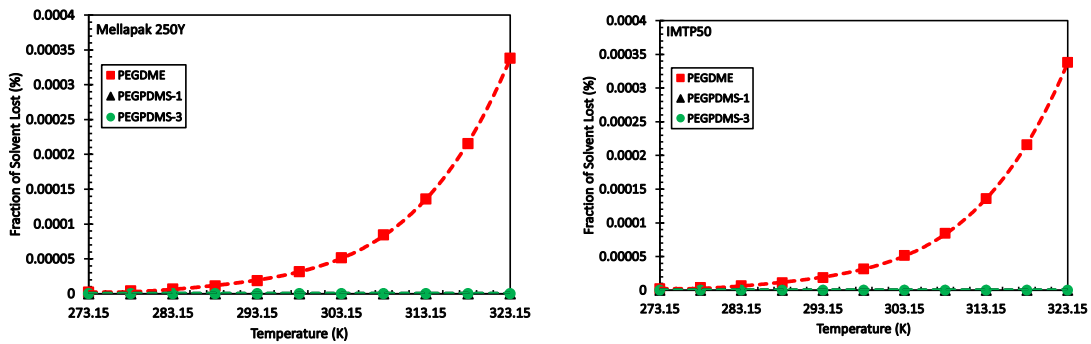 Mellapak 250Y
Fraction of Solvent Lost (%)
0.0004
0.00035
0.0003
0.00025
0.0002
0.00015
0.0001
0.00005
0
PEGDME
PEGPDMS-1
PEGPDMS-3
273.15 283.15 293.15 303.15 313.15 323.15
Temperature (K)
IMTP50
Fraction of Solvent Lost (%)
0.0004
0.00035
0.0003
0.00025
0.0002
0.00015
0.0001
0.00005
0
PEGDME
PEGPDMS-1
PEGPDMS-3
273.15 283.15 293.15 303.15 313.15 323.15
Temperature (K)